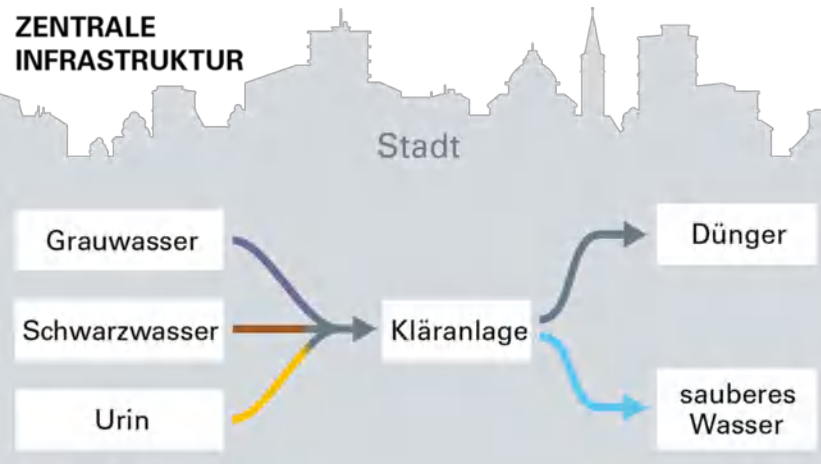 ZENTRALE
INFRASTRUKTUR
Stadt
Grauwasser
Schwarzwasser
Urin
Kläranlage
Dünger
sauberes
Wasser